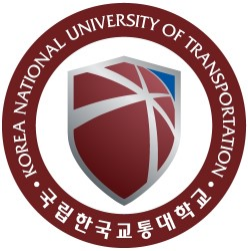 KOREA NATIONAL UNIVERSITY OF TRANSPORTATION
국립한국교통대학교